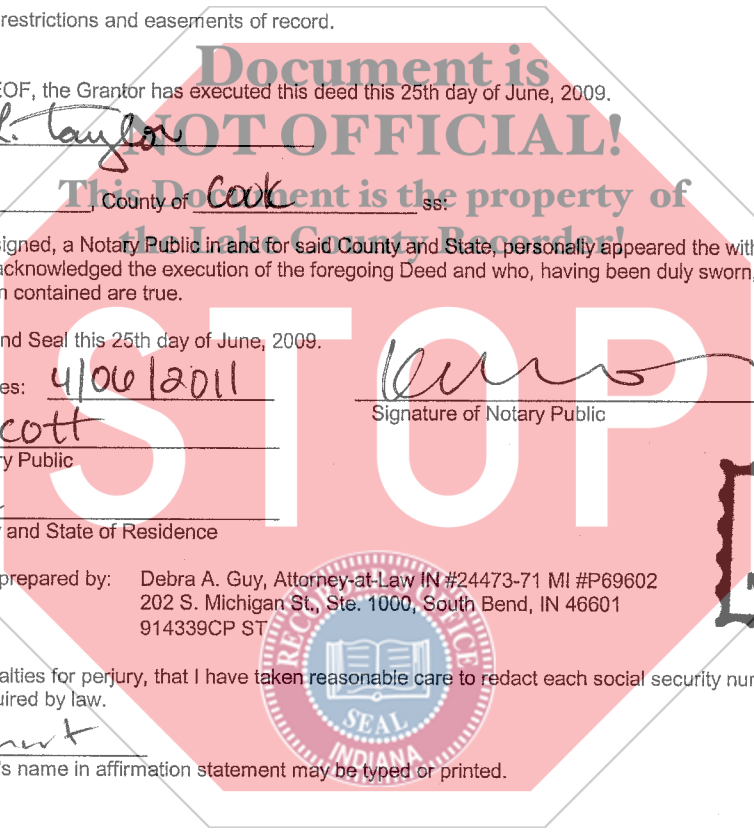 restrictions and easements of record.
Document is
EOF, the Grantor has executed this deed this 25th day of June, 2009.
NOT OFFICIAL!
Taylor
This Document is the property of
, County of Cook ss:
the Lake County Recorder!
signed, a Notary Public in and for said County and State, personally appeared the with
acknowledged the execution of the foregoing Deed and who, having been duly sworn,
n contained are true.
nd Seal this 25th day of June, 2009.
es: 4/06/2011
STOP
Signature of Notary Public
cott
ry Public
and State of Residence
prepared by: Debra A. Guy, Attorney-at-Law IN #24473-71 MI #P69602
202 S. Michigan St., Ste. 1000, South Bend, IN 46601
914339CP ST
RECORDERS OFFICE
SEAL
INDIANA
alties for perjury, that I have taken reasonable care to redact each social security nu
uired by law.
's name in affirmation statement may be typed or printed.